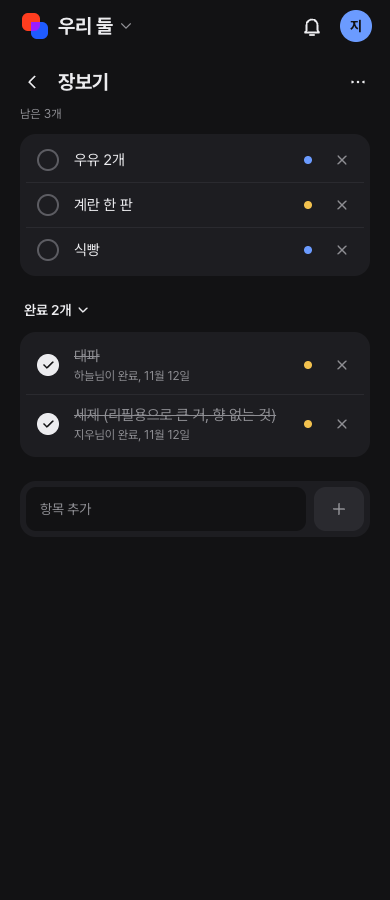 우리 둘
지
장보기
남은 3개
우유 2개
계란 한 판
식빵
완료 2개
대파
하늘님이 완료, 11월 12일
세제 (리필용으로 큰 거, 향 없는 것)
지우님이 완료, 11월 12일
항목 추가